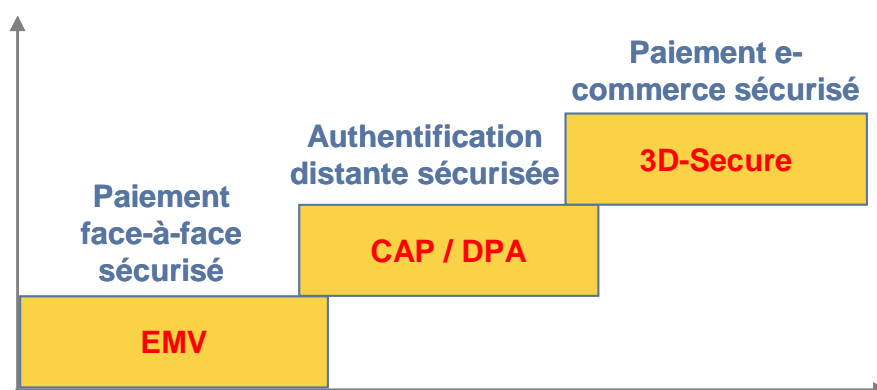 Paiement e-
commerce sécurisé
3D-Secure
Authentification
distante sécurisée
CAP / DPA
Paiement
face-à-face
sécurisé
EMV